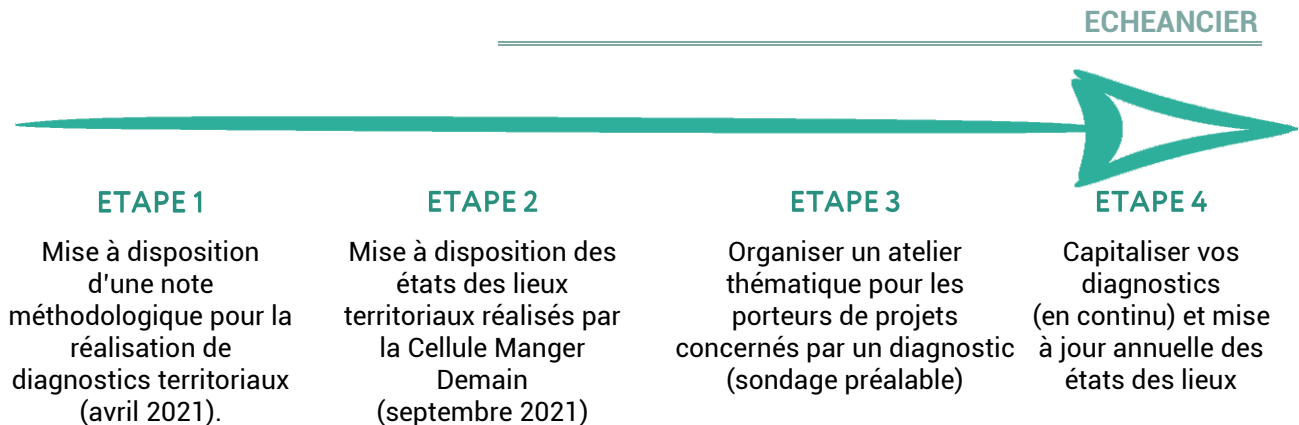 ECHEANCIER
ETAPE 1
Mise à disposition
d'une note
méthodologique pour la
réalisation de
diagnostics territoriaux
(avril 2021).
ETAPE 2
Mise à disposition des
états des lieux
territoriaux réalisés par
la Cellule Manger
Demain
(septembre 2021)
ETAPE 3
Organiser un atelier
thématique pour les
porteurs de projets
concernés par un diagnostic
(sondage préalable)
ETAPE 4
Capitaliser vos
diagnostics
(en continu) et mise
à jour annuelle des
états des lieux